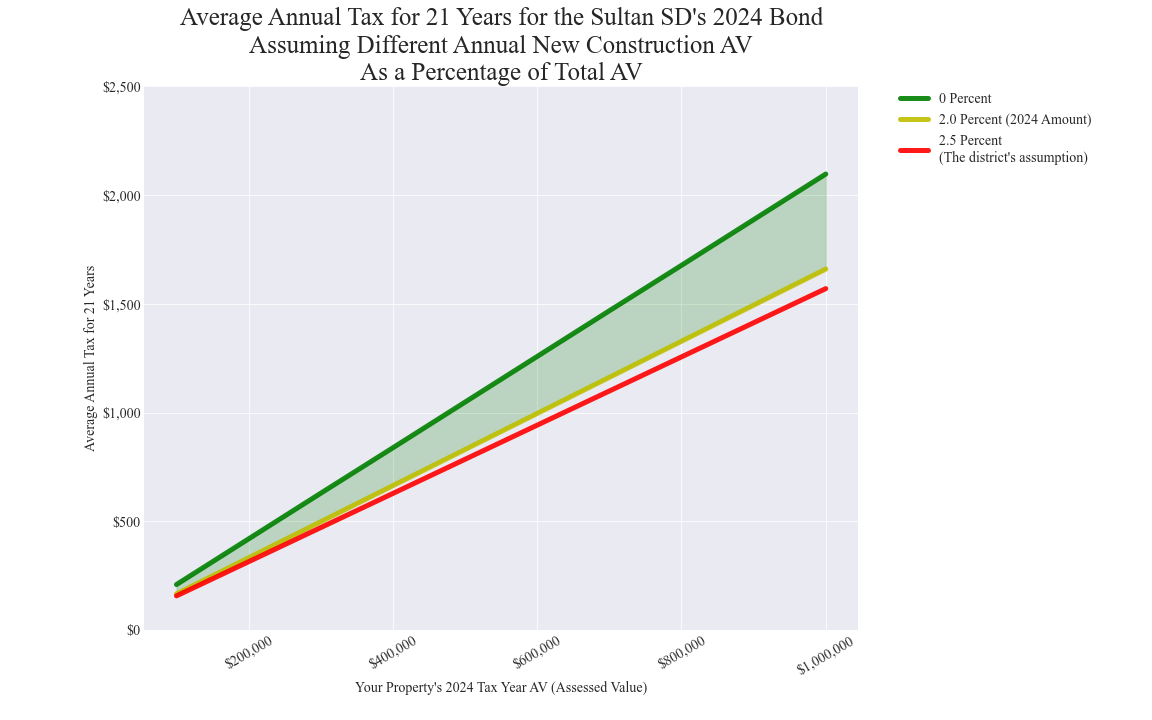 Average Annual Tax for 21 Years for the Sultan SD's 2024 Bond
Assuming Different Annual New Construction AV
As a Percentage of Total AV
0 Percent
2.0 Percent (2024 Amount)
2.5 Percent
(The district's assumption)
Average Annual Tax for 21 Years
$2,500
$2,000
$1,500
$1,000
$500
$0
$200,000
$400,000
$600,000
$800,000
$1,000,000
Your Property's 2024 Tax Year AV (Assessed Value)